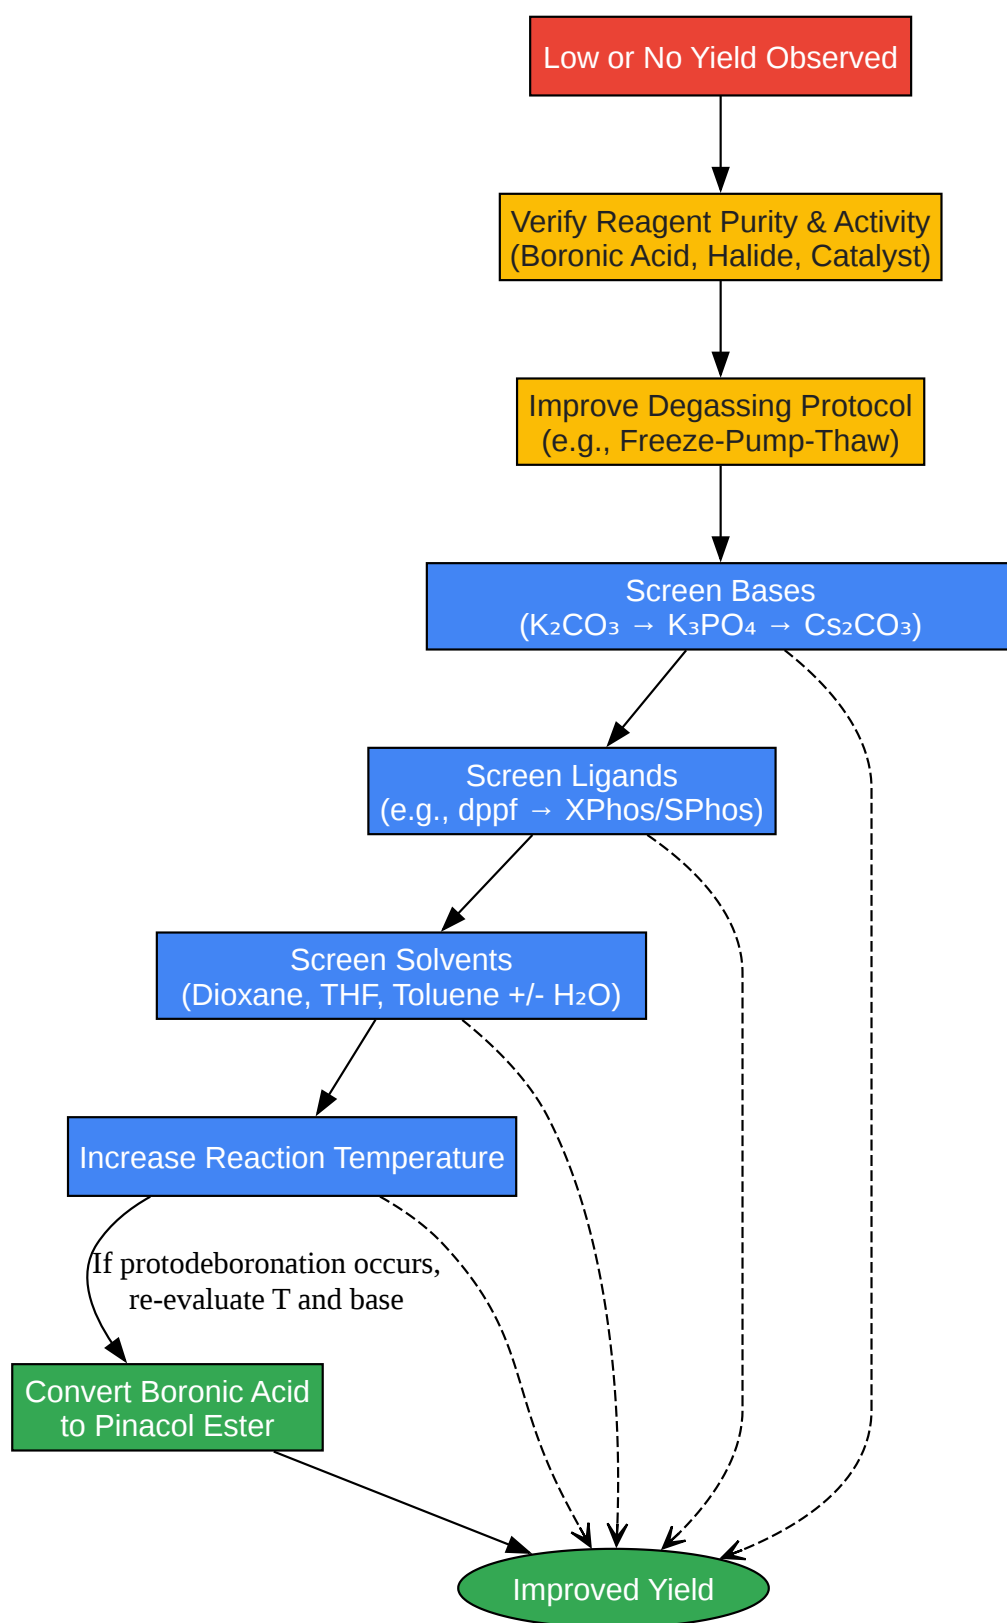 Low or No Yield Observed
Verify Reagent Purity & Activity
(Boronic Acid, Halide, Catalyst)
Improve Degassing Protocol
(e.g., Freeze-Pump-Thaw)
Screen Bases
(K₂CO₃ → K₃PO₄ → Cs₂CO₃)
Screen Ligands
(e.g., dppf → XPhos/SPhos)
Screen Solvents
(Dioxane, THF, Toluene +/- H₂O)
Increase Reaction Temperature
If protodeboronation occurs,
re-evaluate T and base
Convert Boronic Acid
to Pinacol Ester
Improved Yield